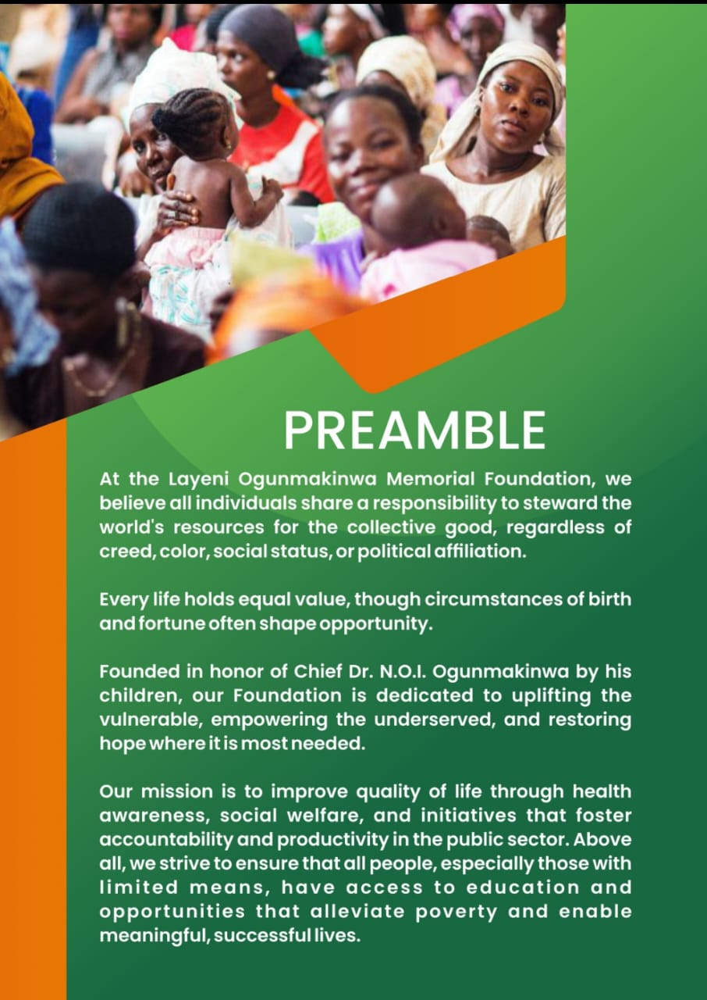 PREAMBLE
At the Layeni Ogunmakinwa Memorial Foundation, we
believe all individuals share a responsibility to steward the
world's resources for the collective good, regardless of
creed, color, social status, or political affiliation.
Every life holds equal value, though circumstances of birth
and fortune often shape opportunity.
Founded in honor of Chief Dr. N.O.I. Ogunmakinwa by his
children, our Foundation is dedicated to uplifting the
vulnerable, empowering the underserved, and restoring
hope where it is most needed.
Our mission is to improve quality of life through health
awareness, social welfare, and initiatives that foster
accountability and productivity in the public sector. Above
all, we strive to ensure that all people, especially those with
limited means, have access to education and
opportunities that alleviate poverty and enable
meaningful, successful lives.